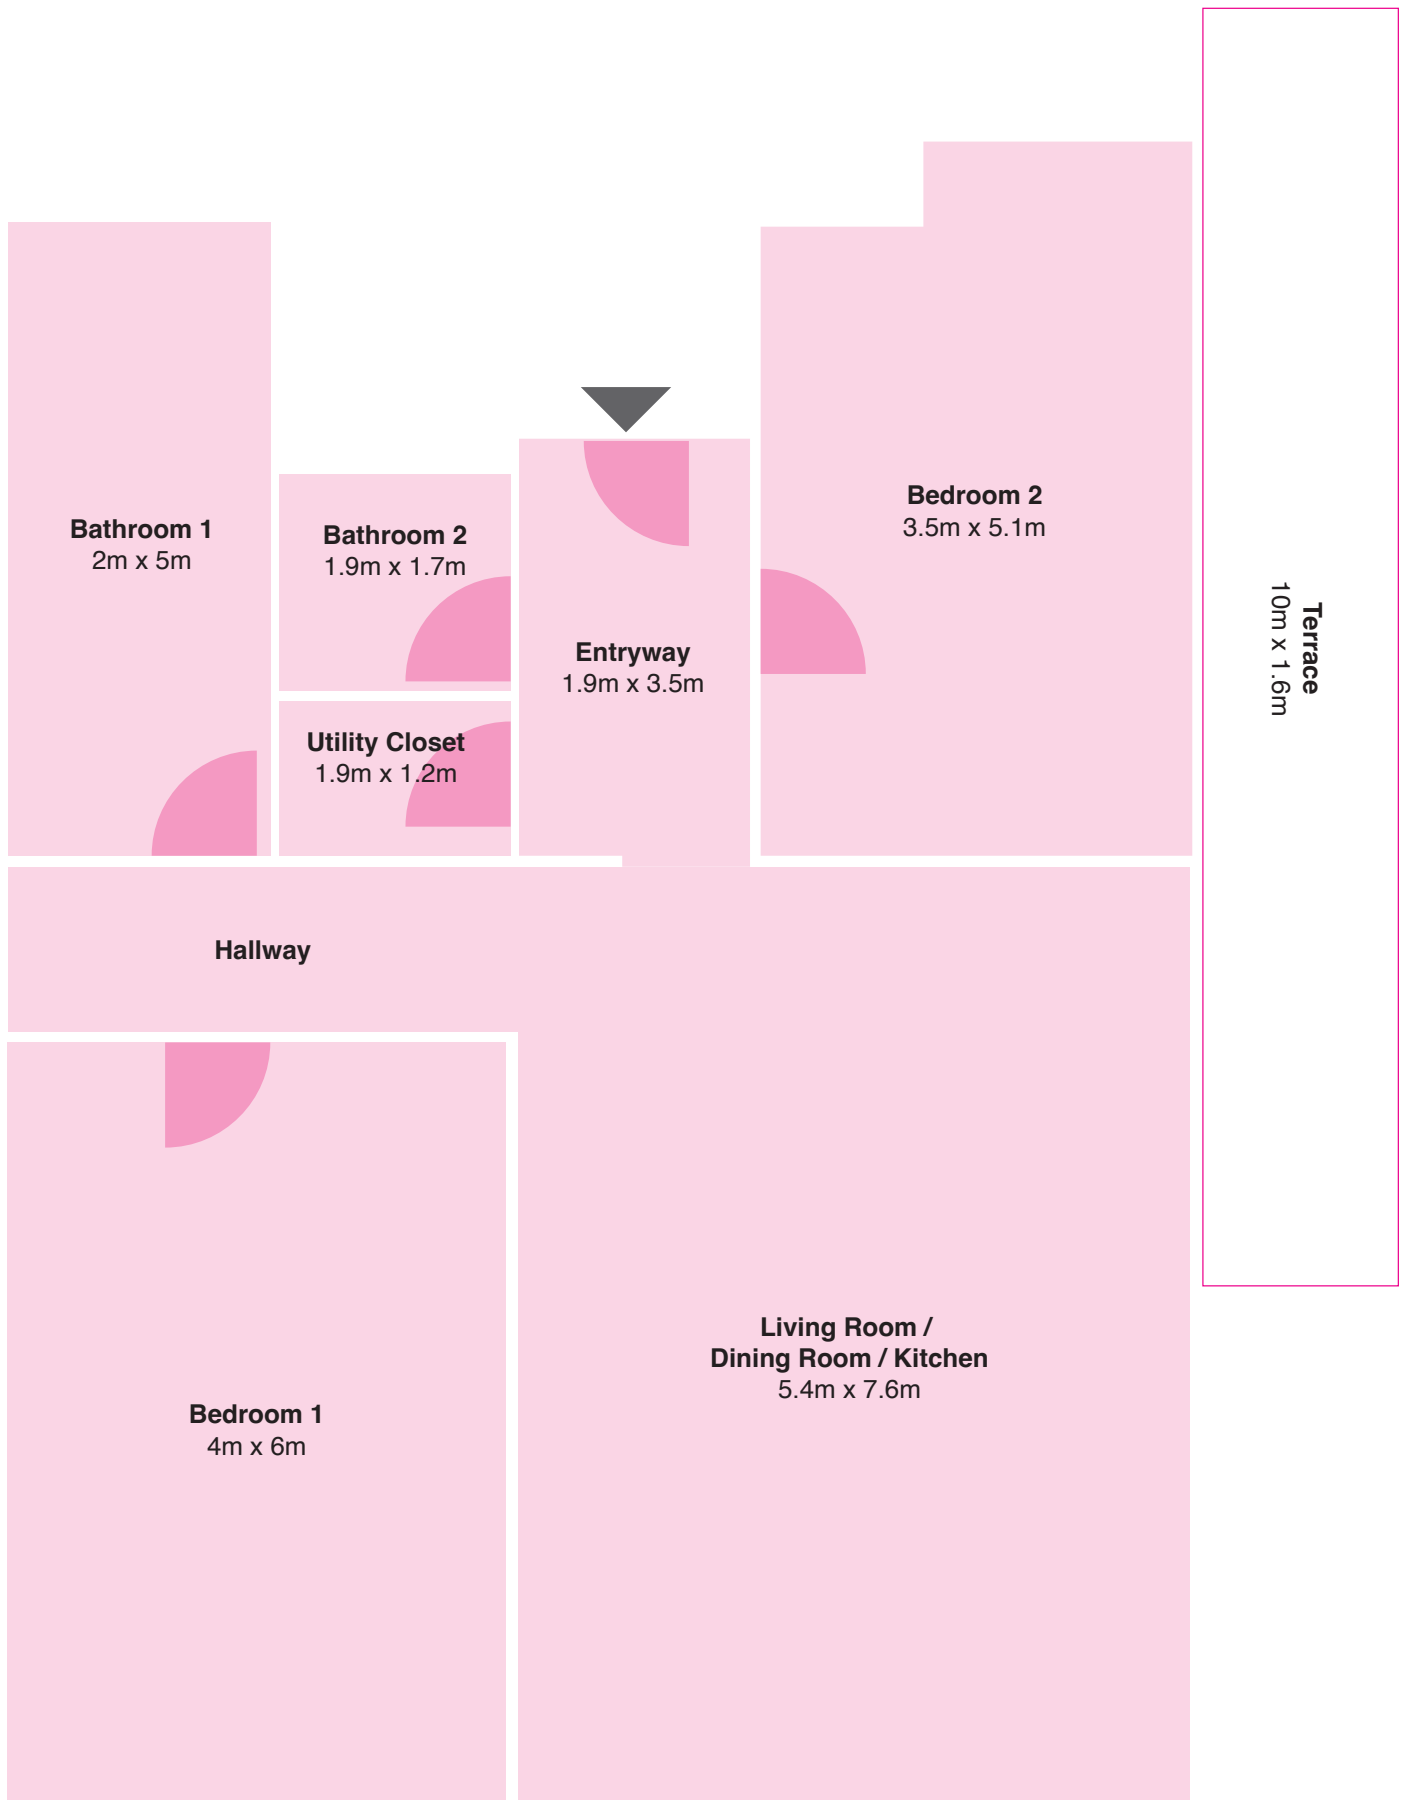 Bathroom 1
2m x 5m
Bathroom 2
1.9m x 1.7m
Utility Closet
1.9m x 1.2m
Entryway
1.9m x 3.5m
Bedroom 2
3.5m x 5.1m
Terrace
10m x 1.6m
Hallway
Bedroom 1
4m x 6m
Living Room /
Dining Room / Kitchen
5.4m x 7.6m